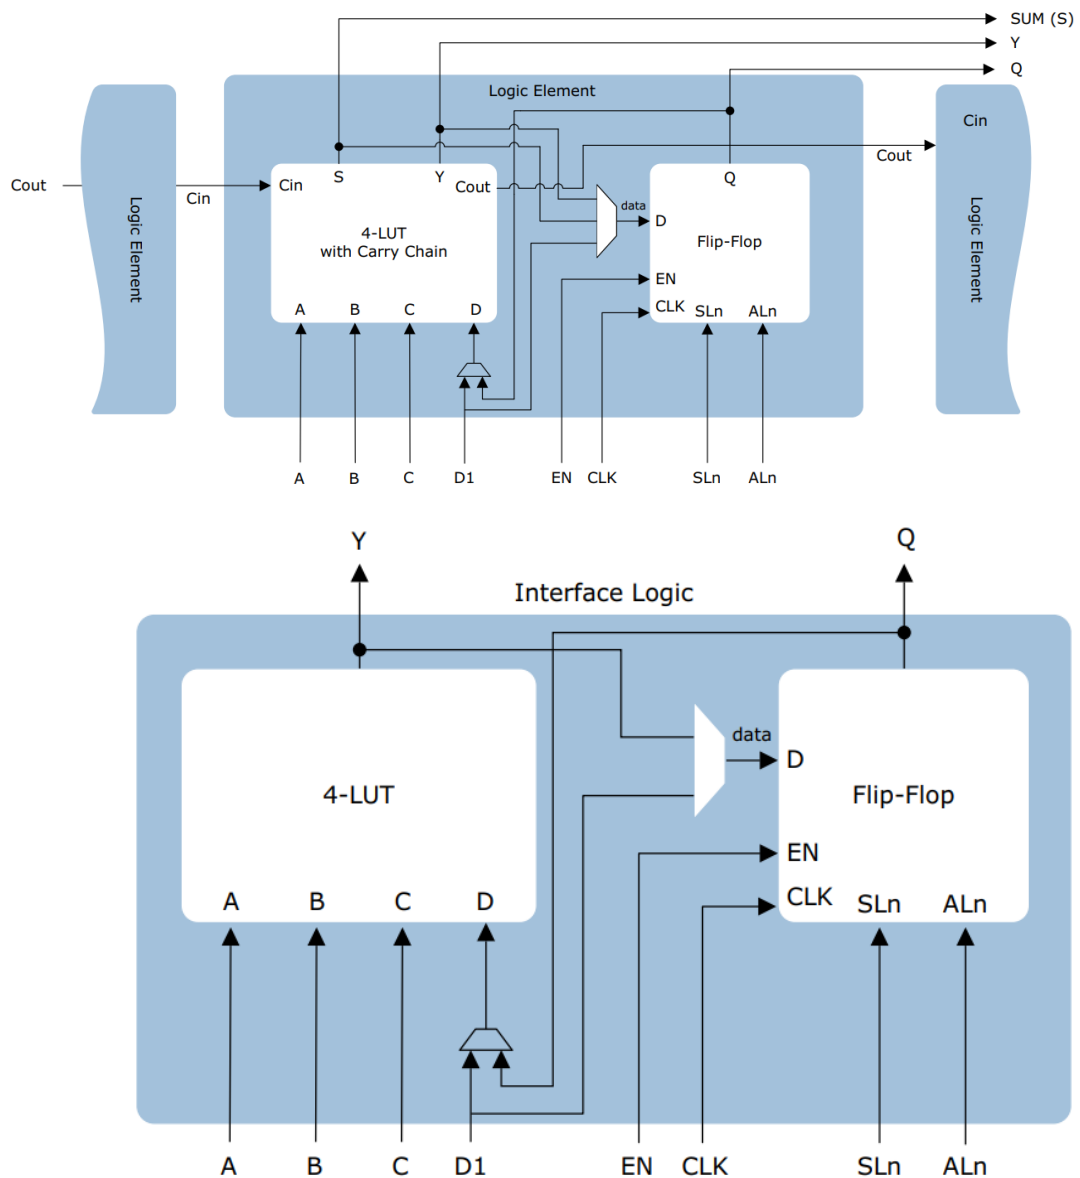 SUM (S)
Y
Q
Logic Element
Cin
Cout
Cout
Cin
Cin
S
Y
Cout
Q
data
D
4-LUT
with Carry Chain
Flip-Flop
Logic Element
Logic Element
EN
CLK
SLn
ALn
A
B
C
D
A
B
C
D1
EN
CLK
SLn
ALn
Y
Q
Interface Logic
data
D
4-LUT
Flip-Flop
EN
CLK
SLn
ALn
A
B
C
D
A
B
C
D1
EN
CLK
SLn
ALn